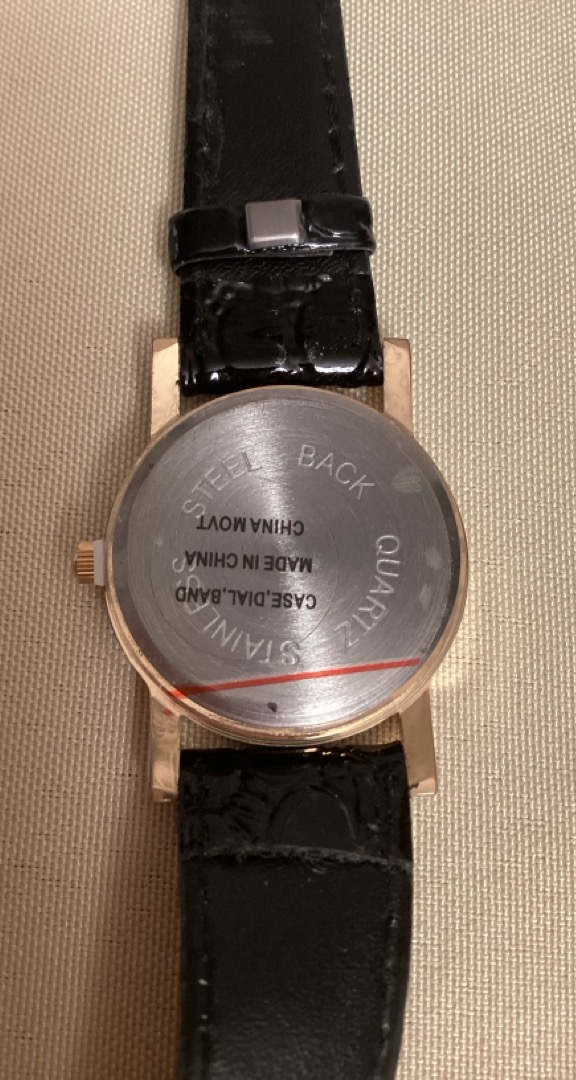 STAINLESS STEEL BACK QUARTZ
CASE,DIAL,BAND
MADE IN CHINA
CHINA MOVT